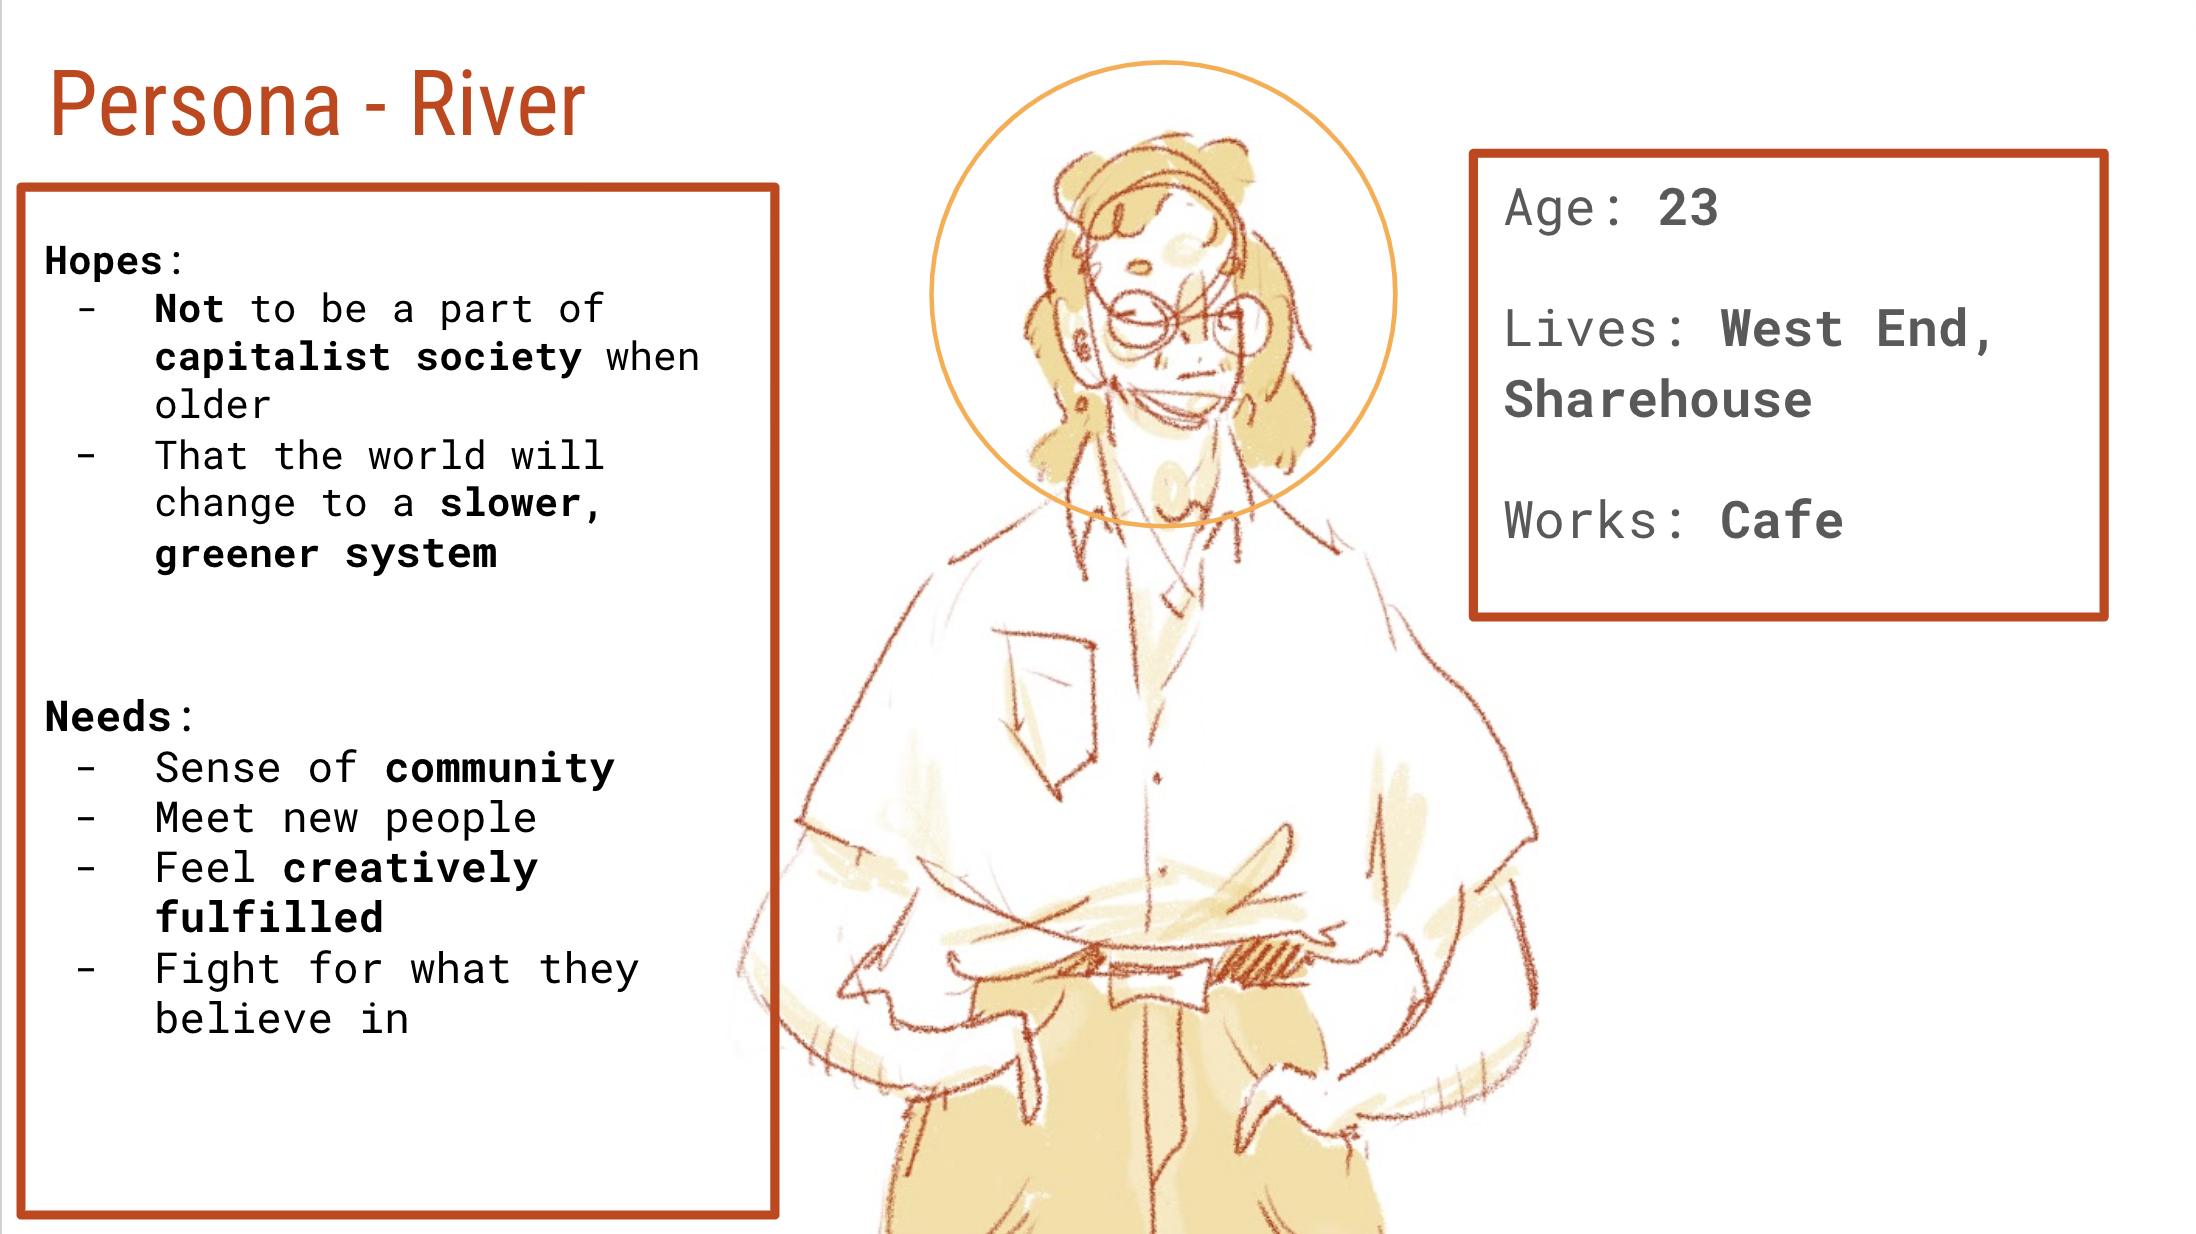 Persona - River
Hopes:
- Not to be a part of
capitalist society when
older
- That the world will
change to a slower,
greener system
Needs:
- Sense of community
- Meet new people
- Feel creatively
fulfilled
- Fight for what they
believe in
Age: 23
Lives: West End,
Sharehouse
Works: Cafe